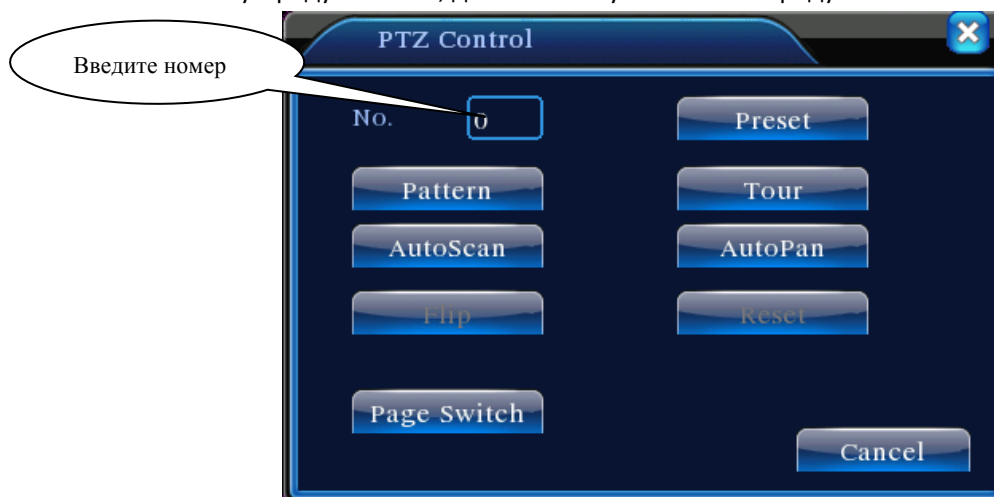 PTZ Control
Введите номер
No. 0 Preset
Pattern Tour
AutoScan AutoPan
Flip Reset
Page Switch
Cancel